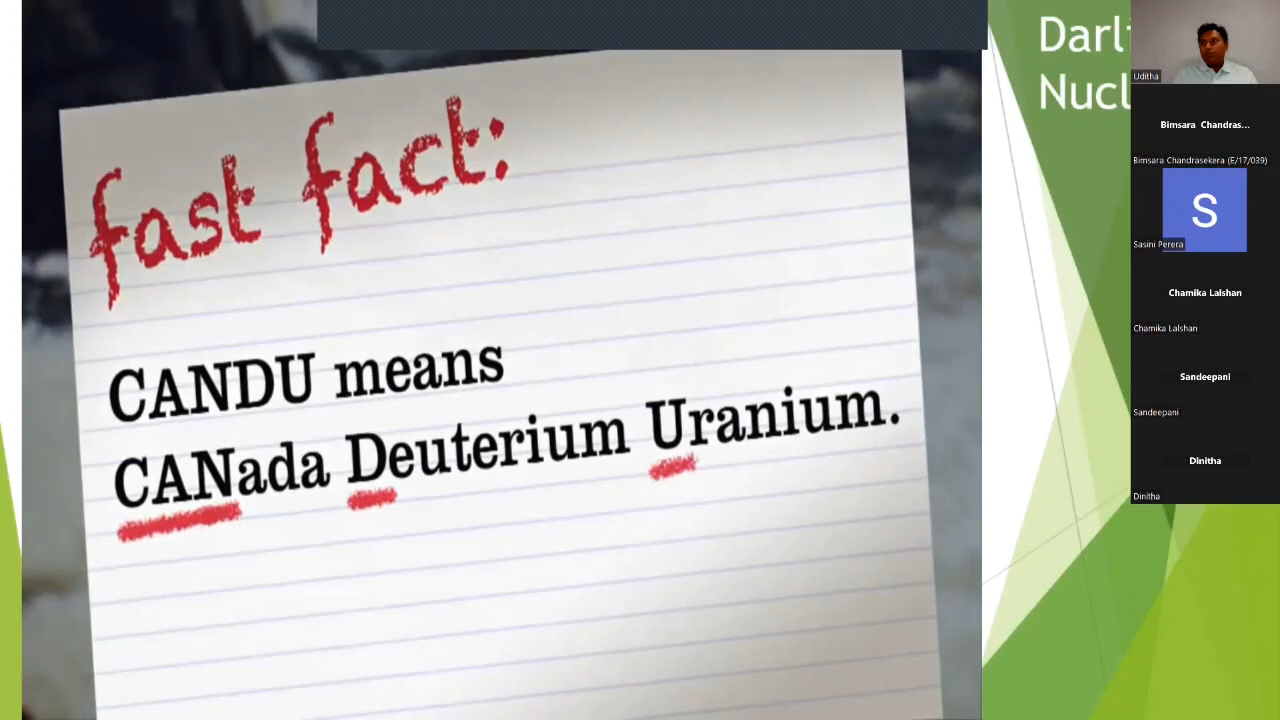 fast fact:
CANDU means
CANada Deuterium Uranium.
Darl
Nucl
Uditha
Bimsara Chandras...
Bimsara Chandrasekera (E/17/039)
S
Sasini Perera
Chamika Lalshan
Chamika Lalshan
Sandeepani
Sandeepani
Dinitha
Dinitha